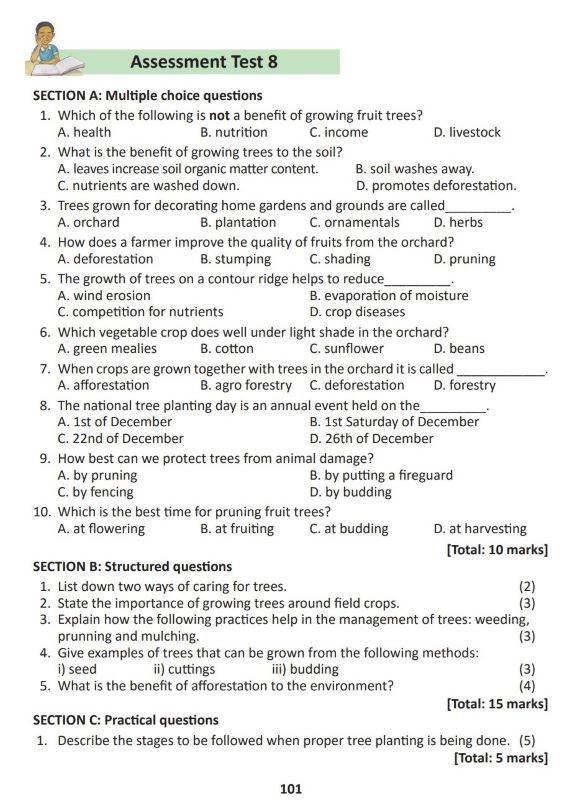 Assessment Test 8
SECTION A: Multiple choice questions
1. Which of the following is not a benefit of growing fruit trees?
A. health B. nutrition C. income D. livestock
2. What is the benefit of growing trees to the soil?
A. leaves increase soil organic matter content. B. soil washes away.
C. nutrients are washed down. D. promotes deforestation.
3. Trees grown for decorating home gardens and grounds are called_________.
A. orchard B. plantation C. ornamentals D. herbs
4. How does a farmer improve the quality of fruits from the orchard?
A. deforestation B. stumping C. shading D. pruning
5. The growth of trees on a contour ridge helps to reduce_________.
A. wind erosion B. evaporation of moisture
C. competition for nutrients D. crop diseases
6. Which vegetable crop does well under light shade in the orchard?
A. green mealies B. cotton C. sunflower D. beans
7. When crops are grown together with trees in the orchard it is called ____________.
A. afforestation B. agro forestry C. deforestation D. forestry
8. The national tree planting day is an annual event held on the_________.
A. 1st of December B. 1st Saturday of December
C. 22nd of December D. 26th of December
9. How best can we protect trees from animal damage?
A. by pruning B. by putting a fireguard
C. by fencing D. by budding
10. Which is the best time for pruning fruit trees?
A. at flowering B. at fruiting C. at budding D. at harvesting
[Total: 10 marks]
SECTION B: Structured questions
1. List down two ways of caring for trees. (2)
2. State the importance of growing trees around field crops. (3)
3. Explain how the following practices help in the management of trees: weeding,
prunning and mulching. (3)
4. Give examples of trees that can be grown from the following methods:
i) seed ii) cuttings iii) budding (3)
5. What is the benefit of afforestation to the environment? (4)
[Total: 15 marks]
SECTION C: Practical questions
1. Describe the stages to be followed when proper tree planting is being done. (5)
[Total: 5 marks]
101